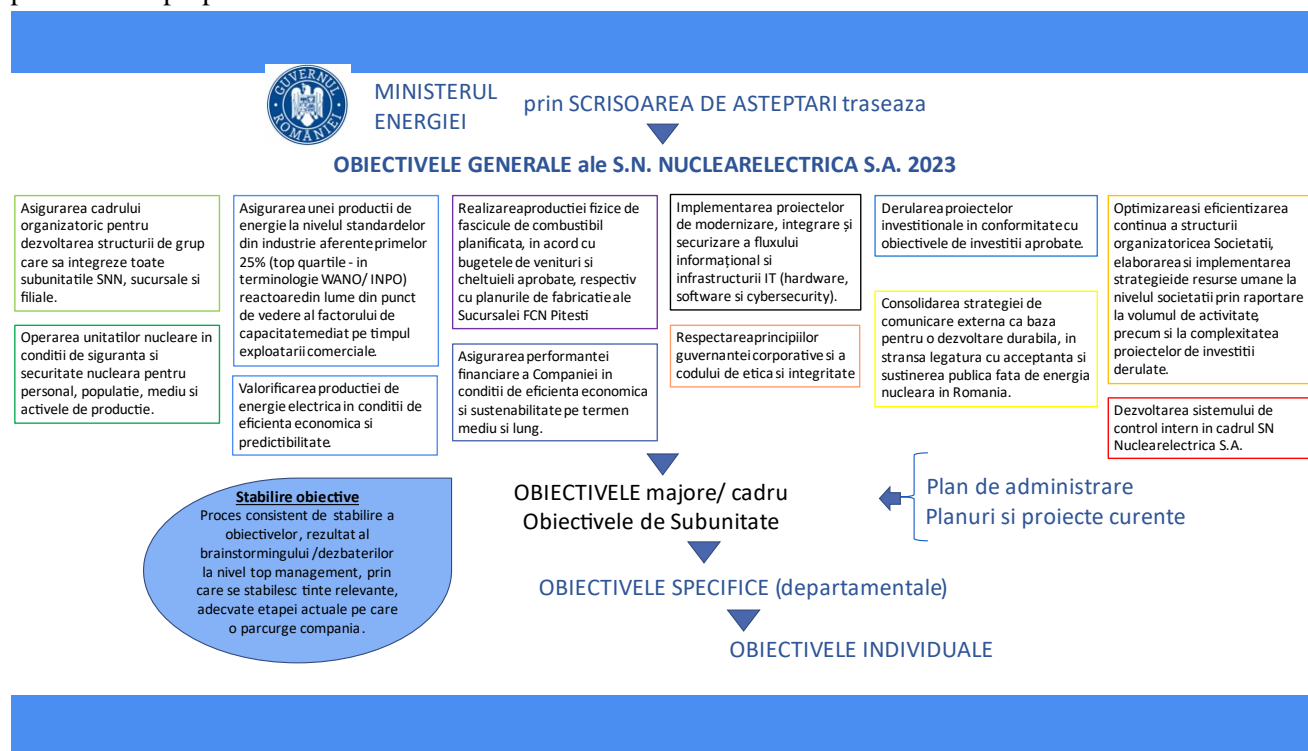 GUVERNUL ROMÂNIEI
MINISTERUL
ENERGIEI
prin SCRISOAREA DE ASTEPTARI traseaza
OBIECTIVELE GENERALE ale S.N. NUCLEARELECTRICA S.A. 2023
Asigurarea cadrului
organizatoric pentru
dezvoltarea structurii de grup
care sa integreze toate
subunitatile SNN, sucursale si
filiale.
Operarea unitatilor nucleare in
conditii de siguranta si
securitate nucleara pentru
personal, populatie, mediu si
activele de productie.
Asigurarea unei productii de
energie la nivelul standardelor
din industrie aferente primelor
25% (top quartile - in
terminologie WANO/ INPO)
reactoare din lume din punct
de vedere al factorului de
capacitate mediat pe timpul
exploatarii comerciale.
Valorificarea productiei de
energie electrica in conditii de
eficienta economica si
predictibilitate.
Realizarea productiei fizice de
fascicule de combustibil
planificata, in acord cu
bugetele de venituri si
cheltuieli aprobate, respectiv
cu planurile de fabricatie ale
Sucursalei FCN Pitesti
Asigurarea performantei
financiare a Companiei in
conditii de eficienta economica
si sustenabilitate pe termen
mediu si lung.
Implementarea proiectelor
de modernizare, integrare și
securizare a fluxului
informațional si
infrastructurii IT (hardware,
software si cybersecurity).
Respectarea principiilor
guvernantei corporative si a
codului de etica si integritate
Derularea proiectelor
investitionale in conformitate cu
obiectivele de investitii aprobate.
Consolidarea strategiei de
comunicare externa ca baza
pentru o dezvoltare durabila, in
stransa legatura cu acceptanta si
sustinerea publica fata de energia
nucleara in Romania.
Optimizarea si eficientizarea
continua a structurii
organizatorice a Societatii,
elaborarea si implementarea
strategiei de resurse umane la
nivelul societatii prin raportare
la volumul de activitate,
precum si la complexitatea
proiectelor de investitii
derulate.
Dezvoltarea sistemului de
control intern in cadrul SN
Nuclearelectrica S.A.
Stabilire obiective
Proces consistent de stabilire a
obiectivelor, rezultat al
brainstormingului /dezbaterilor
la nivel top management, prin
care se stabilesc tinte relevante,
adecvate etapei actuale pe care
o parcurge compania.
OBIECTIVELE majore/ cadru
Obiectivele de Subunitate
Plan de administrare
Planuri si proiecte curente
OBIECTIVELE SPECIFICE (departamentale)
OBIECTIVELE INDIVIDUALE